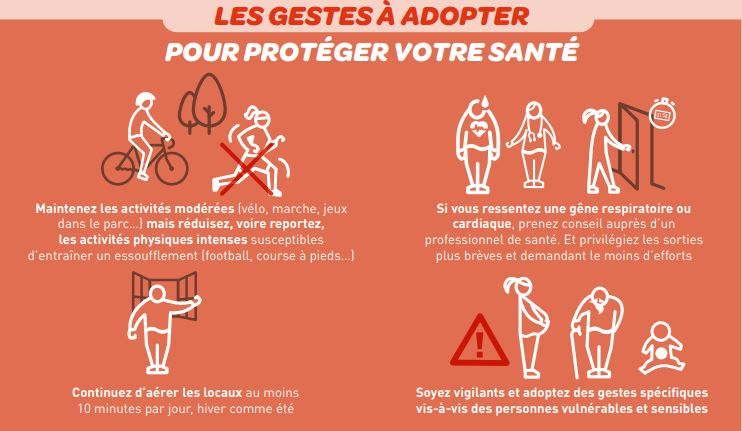 LES GESTES À ADOPTER
POUR PROTÉGER VOTRE SANTÉ
Maintenez les activités modérées (vélo, marche, jeux
dans le parc...) mais réduisez, voire reportez,
les activités physiques intenses susceptibles
d'entraîner un essoufflement (football, course à pieds...)
Si vous ressentez une gêne respiratoire ou
cardiaque, prenez conseil auprès d'un
professionnel de santé. Et privilégiez les sorties
plus brèves et demandant le moins d'efforts
Continuez d'aérer les locaux au moins
10 minutes par jour, hiver comme été
Soyez vigilants et adoptez des gestes spécifiques
vis-à-vis des personnes vulnérables et sensibles